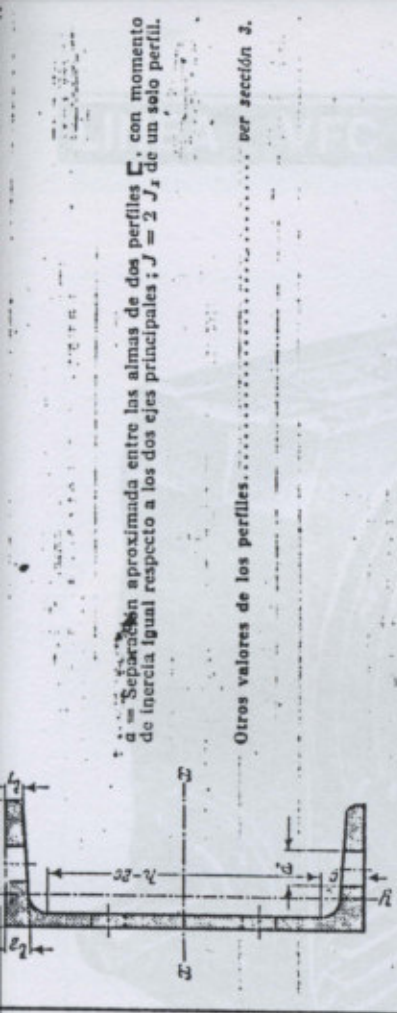 a = Separación aproximada entre las almas de dos perfiles [, con momento
de inercia igual respecto a los dos ejes principales ; J = 2 Jx de un solo perfil.
Otros valores de los perfiles.............................. ver sección 3.
h-2c
d
c
y